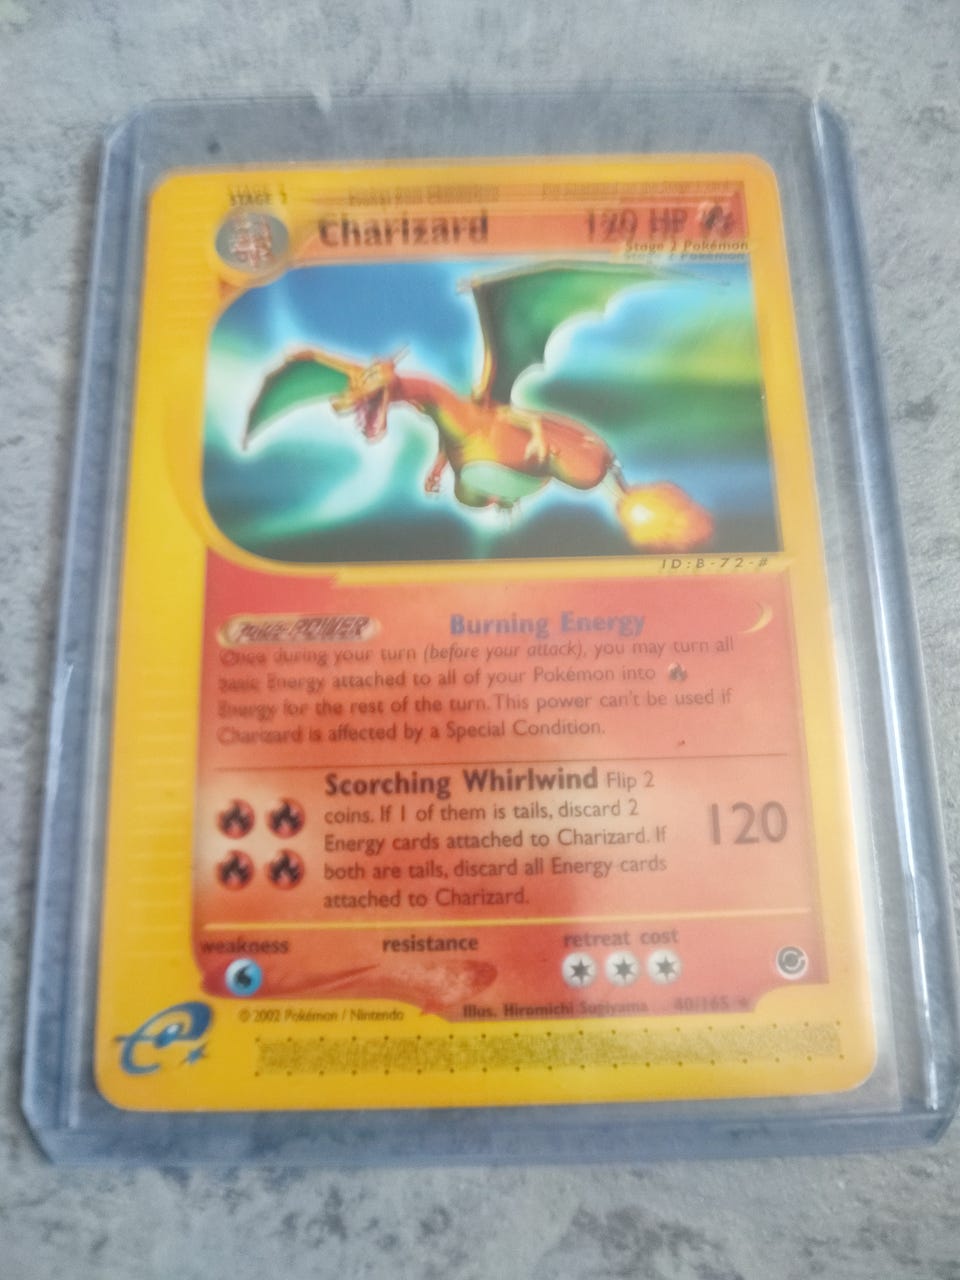 STAGE 2
Charizard 120 HP
Stage 2 Pokémon
ID:B-72-#
Poké-POWER Burning Energy
Once during your turn (before your attack), you may turn all
basic Energy attached to all of your Pokémon into
Energy for the rest of the turn. This power can't be used if
Charizard is affected by a Special Condition.
Scorching Whirlwind Flip 2
coins. If 1 of them is tails, discard 2
Energy cards attached to Charizard. If
both are tails, discard all Energy cards
attached to Charizard.
120
weakness resistance retreat cost
© 2002 Pokémon / Nintendo Illus. Hiromichi Sugiyama 40/165 ★
e